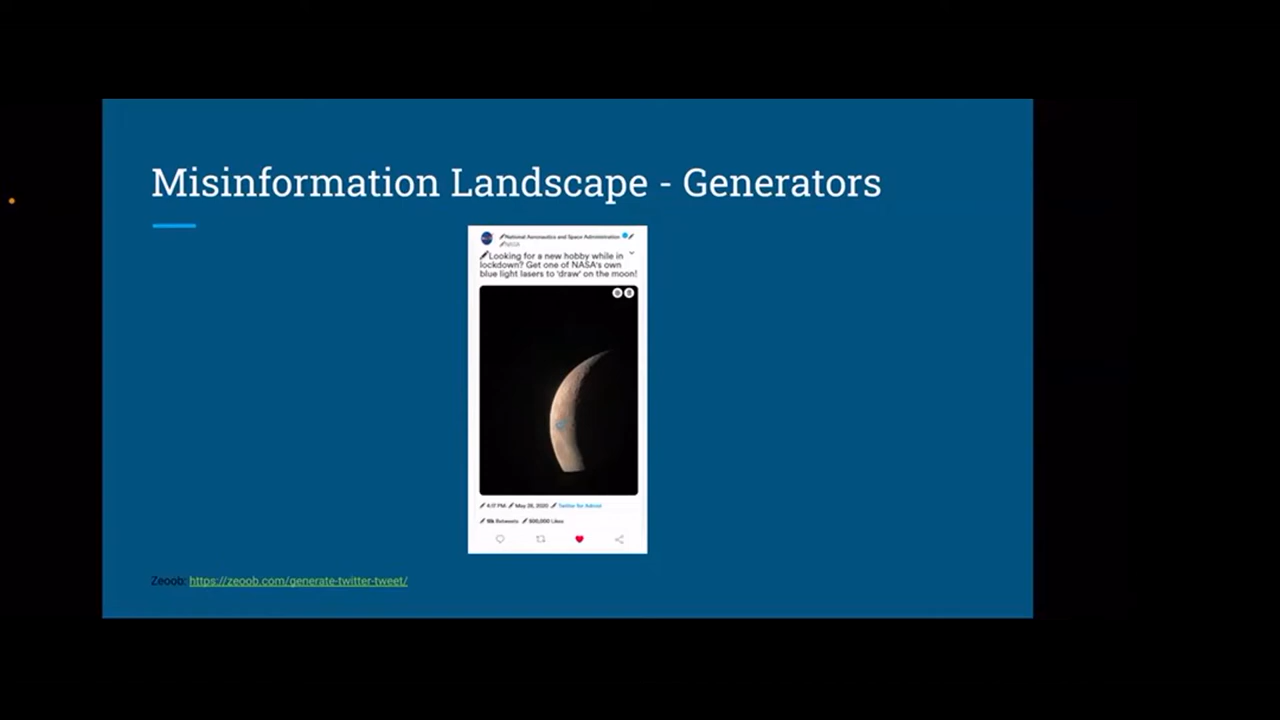 Misinformation Landscape - Generators
National Aeronautics and Space Administration
NASA
Looking for a new hobby while in
lockdown? Get one of NASA's own
blue light lasers to 'draw' on the moon!
4:17 PM May 26, 2020 Twitter for Admist
Retweets 600,000 Likes
Zeoob: https://zeoob.com/generate-twitter-tweet/